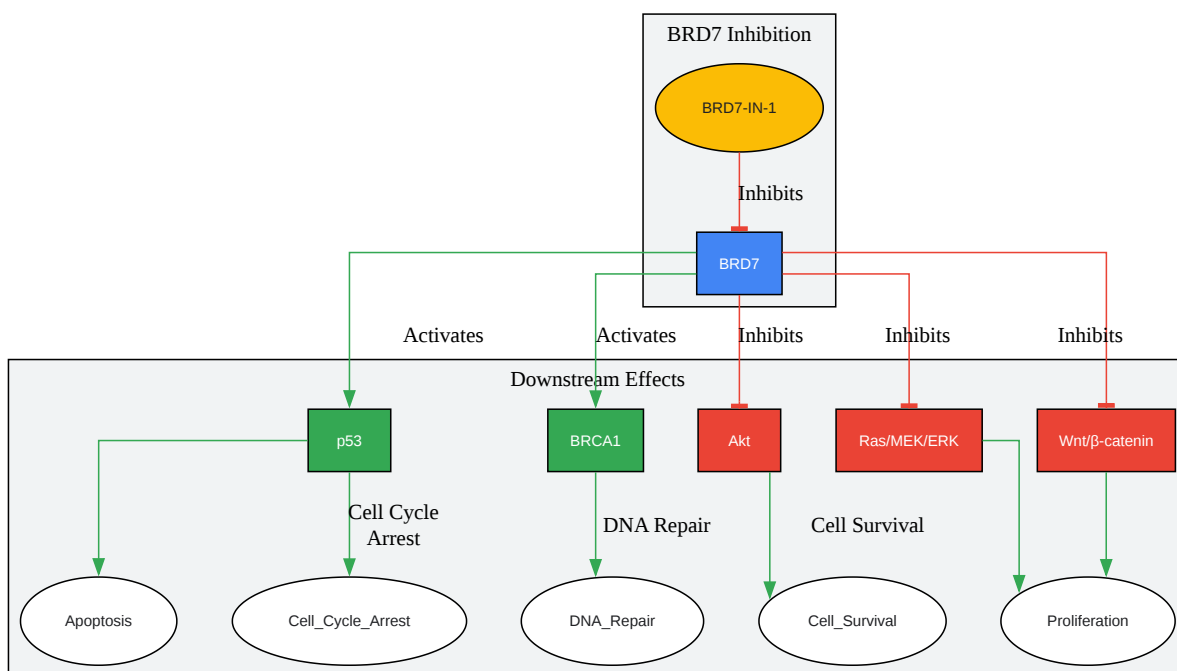 BRD7 Inhibition
BRD7-IN-1
Inhibits
BRD7
Activates
Activates
Inhibits
Inhibits
Inhibits
Downstream Effects
p53
BRCA1
Akt
Ras/MEK/ERK
Wnt/β-catenin
Cell Cycle
Arrest
DNA Repair
Cell Survival
Apoptosis
Cell_Cycle_Arrest
DNA_Repair
Cell_Survival
Proliferation